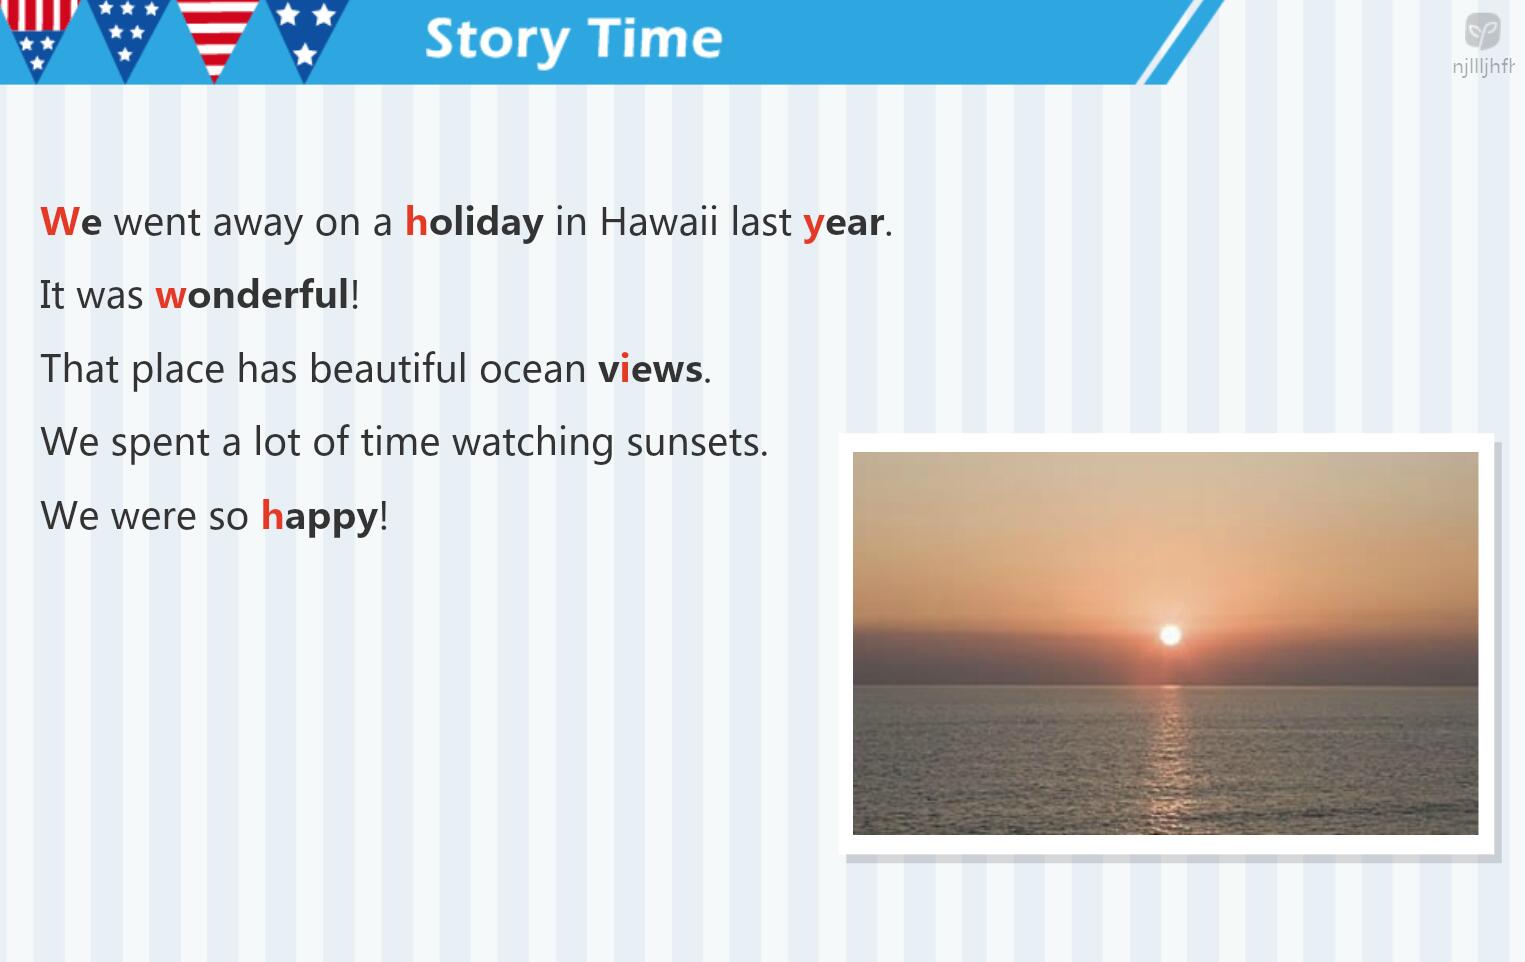 Story Time
We went away on a holiday in Hawaii last year.
It was wonderful!
That place has beautiful ocean views.
We spent a lot of time watching sunsets.
We were so happy!